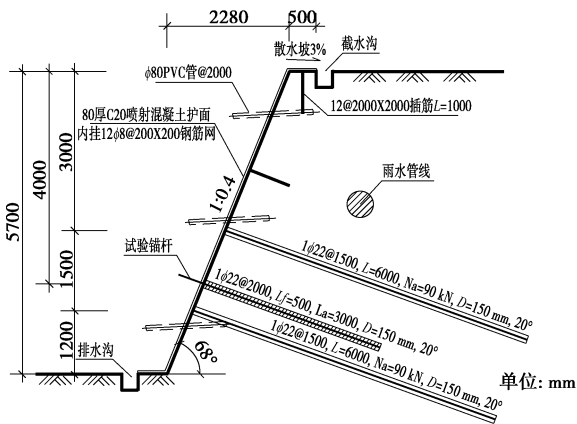 2280
500
散水坡3%
截水沟
ϕ80PVC管@2000
12@2000X2000插筋L=1000
80厚C20喷射混凝土护面
内挂12ϕ8@200X200钢筋网
3000
4000
5700
1:0.4
雨水管线
1ϕ22@1500, L=6000, Na=90 kN, D=150 mm, 20°
试验锚杆
1500
1ϕ22@2000, Lf=500, La=3000, D=150 mm, 20°
1ϕ22@1500, L=6000, Na=90 kN, D=150 mm, 20°
1200
排水沟
68°
单位: mm